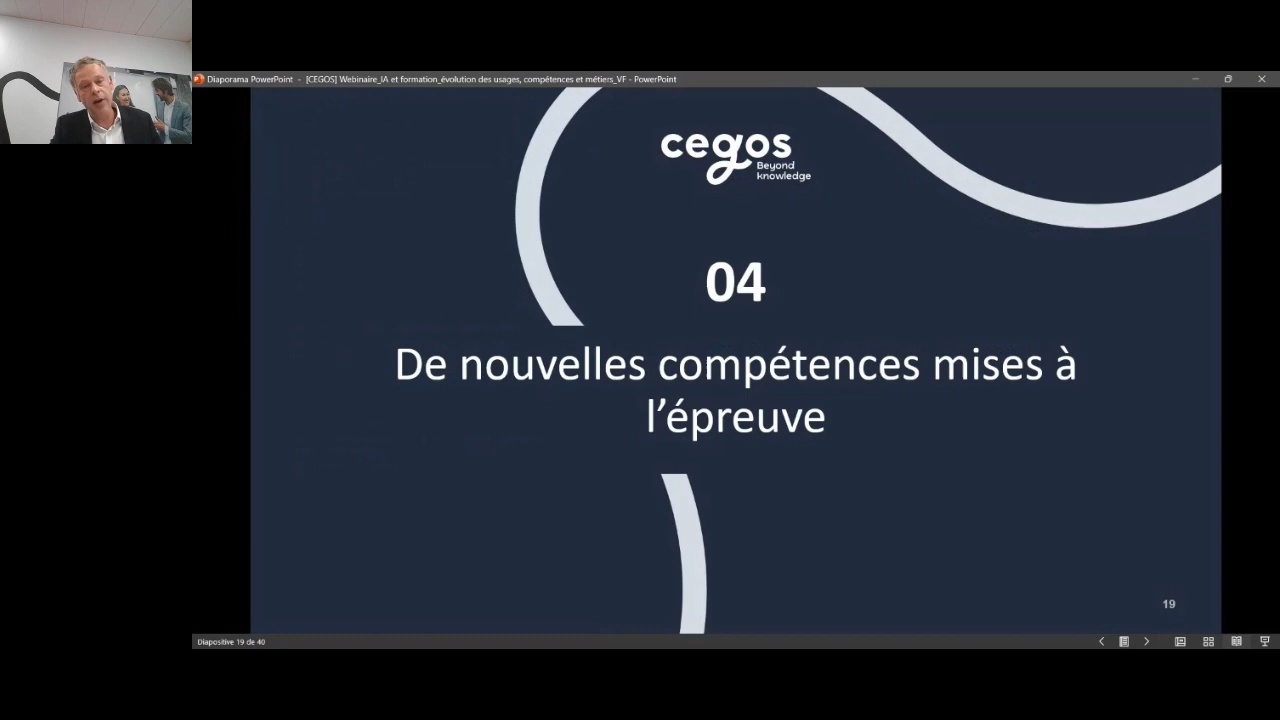 Diaporama PowerPoint - [CEGOS] Webinaire_IA et formation_évolution des usages, compétences et métiers_VF - PowerPoint
cegos
Beyond
knowledge
04
De nouvelles compétences mises à
l’épreuve
19
Diapositive 19 de 40